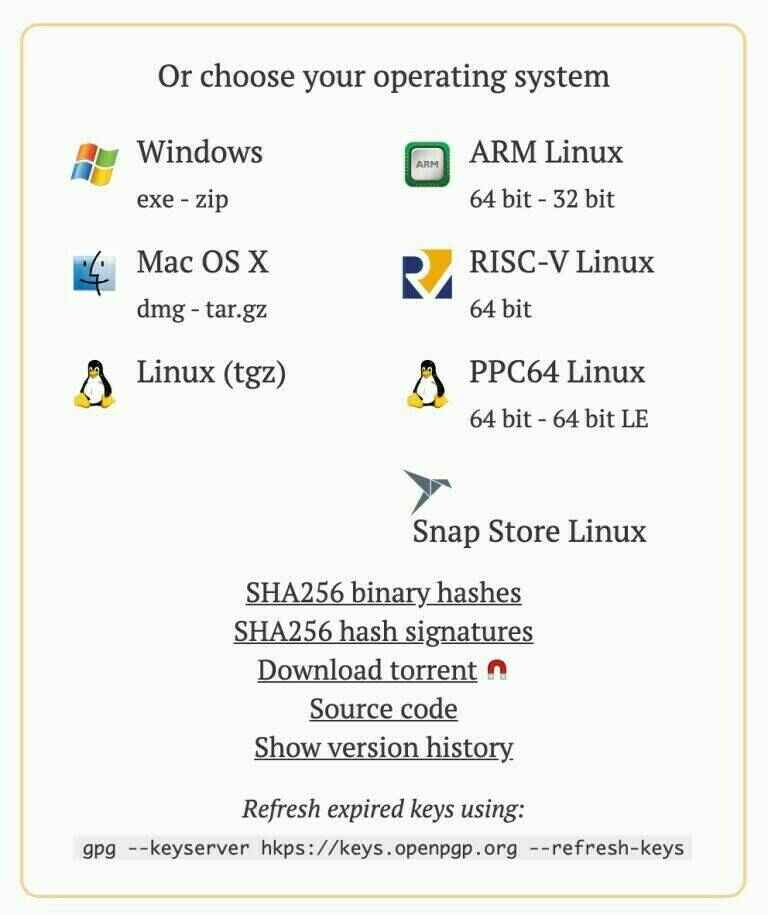 Or choose your operating system
Windows
exe - zip
ARM
ARM Linux
64 bit - 32 bit
Mac OS X
dmg - tar.gz
RISC-V Linux
64 bit
Linux (tgz)
PPC64 Linux
64 bit - 64 bit LE
Snap Store Linux
SHA256 binary hashes
SHA256 hash signatures
Download torrent
Source code
Show version history
Refresh expired keys using:
gpg --keyserver hkps://keys.openpgp.org --refresh-keys